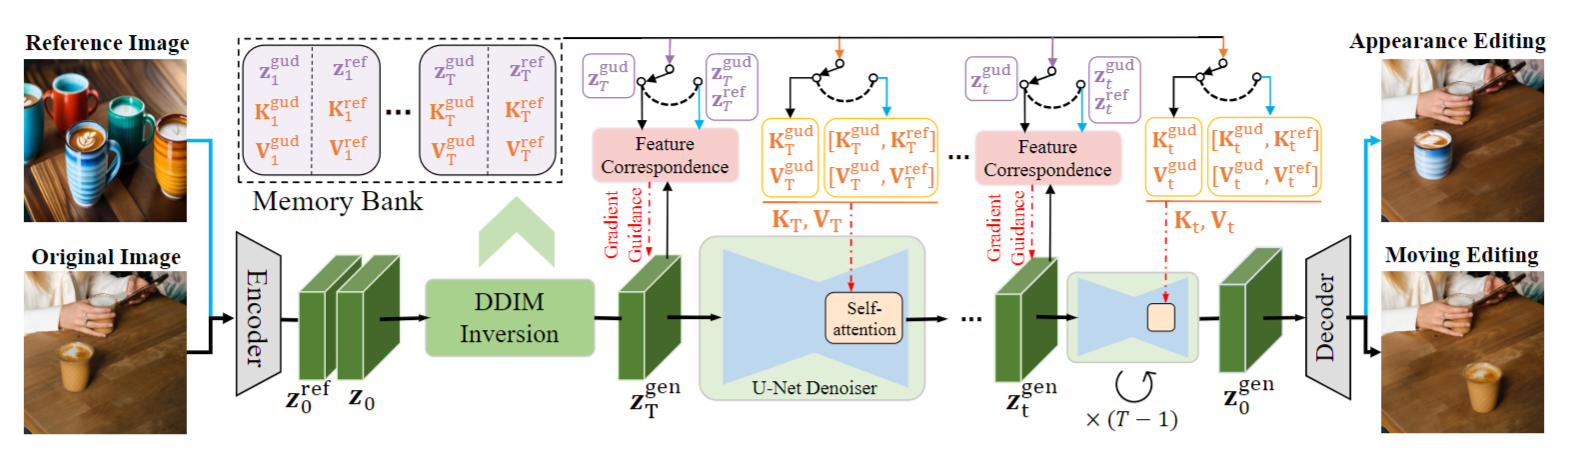 Reference Image
Original Image
z_1^gud z_1^ref
K_1^gud K_1^ref
V_1^gud V_1^ref
...
z_T^gud z_T^ref
K_T^gud K_T^ref
V_T^gud V_T^ref
Memory Bank
Encoder
z_0^ref z_0
DDIM
Inversion
z_T^gud
z_T^gud
z_T^ref
Feature
Correspondence
Gradient
Guidance
z_T^gen
K_T^gud
V_T^gud
[K_T^gud, K_T^ref]
[V_T^gud, V_T^ref]
K_T, V_T
Self-
attention
U-Net Denoiser
...
...
z_t^gud
z_t^gud
z_t^ref
Feature
Correspondence
Gradient
Guidance
z_t^gen
K_t^gud
V_t^gud
[K_t^gud, K_t^ref]
[V_t^gud, V_t^ref]
K_t, V_t
× (T − 1)
z_0^gen
Decoder
Appearance Editing
Moving Editing